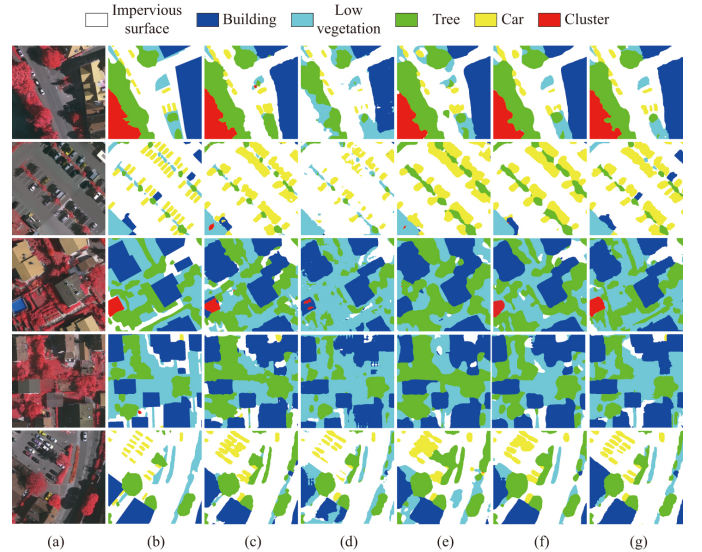 Impervious surface
Building
Low vegetation
Tree
Car
Cluster
(a) (b) (c) (d) (e) (f) (g)